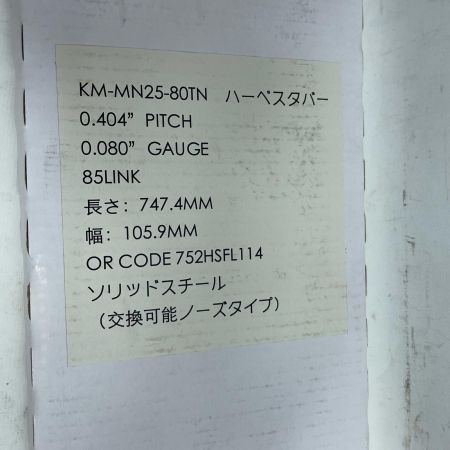 KM-MN25-80TN ハーベスタバー
0.404” PITCH
0.080” GAUGE
85LINK
長さ: 747.4MM
幅: 105.9MM
OR CODE 752HSFL114
ソリッドスチール
（交換可能ノーズタイプ）